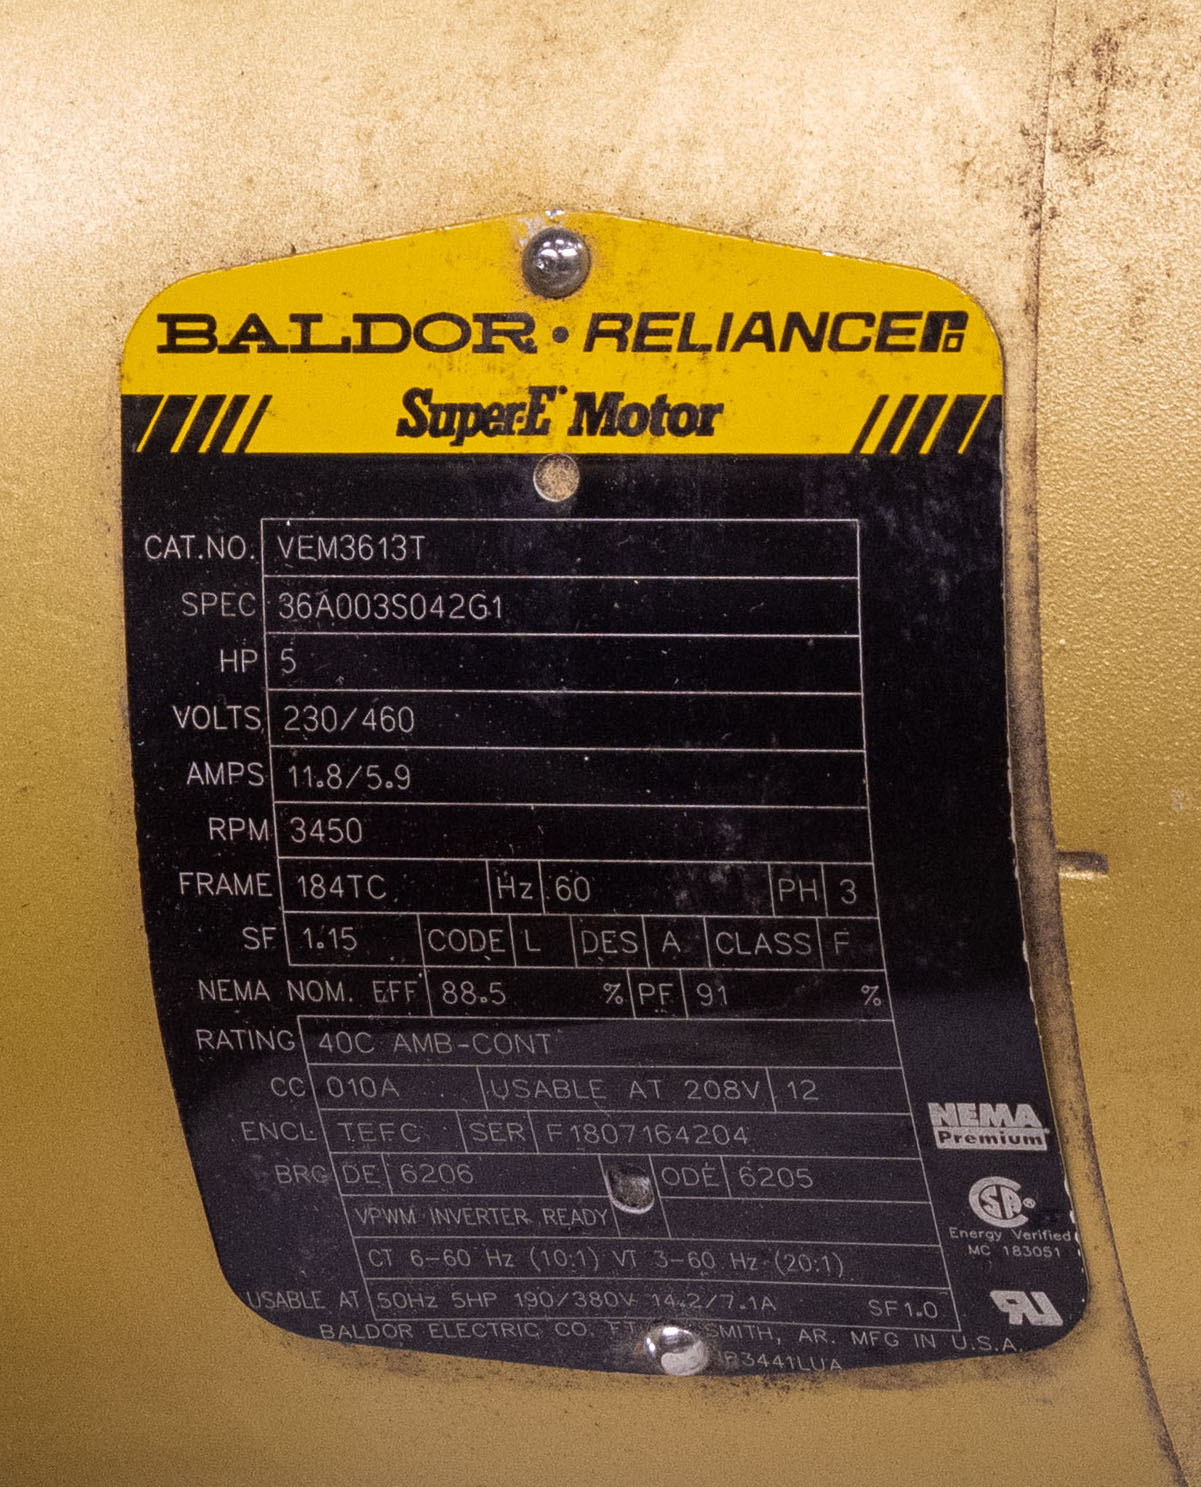 BALDOR • RELIANCE
Super-E Motor
CAT.NO. VEM3613T
SPEC 36A003S042G1
HP 5
VOLTS 230/460
AMPS 11.8/5.9
RPM 3450
FRAME 184TC Hz 60 PH 3
SF 1.15 CODE L DES A CLASS F
NEMA NOM. EFF 88.5 % PF 91 %
RATING 40C AMB-CONT
CC 010A USABLE AT 208V 12
ENCL TEFC SER F1807164204
BRG DE 6206 ODE 6205
VPWM INVERTER READY
CT 6-60 Hz (10:1) VT 3-60 Hz (20:1)
USABLE AT 50Hz 5HP 190/380V 14.2/7.1A SF1.0
BALDOR ELECTRIC CO. FT. SMITH, AR. MFG IN U.S.A.
NEMA
Premium
Energy Verified
MC 183051